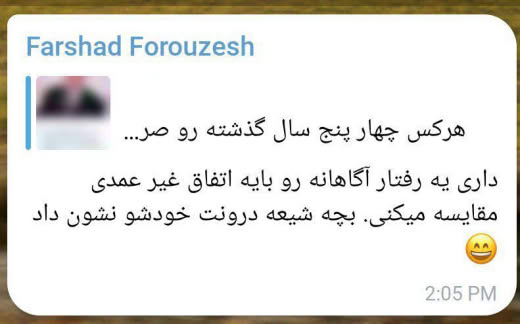 Farshad Forouzesh
هرکس چهار پنج سال گذشته رو صر...
داری یه رفتار آگاهانه رو بایه اتفاق غیر عمدی
مقایسه میکنی. بچه شیعه درونت خودشو نشون داد
😄
2:05 PM